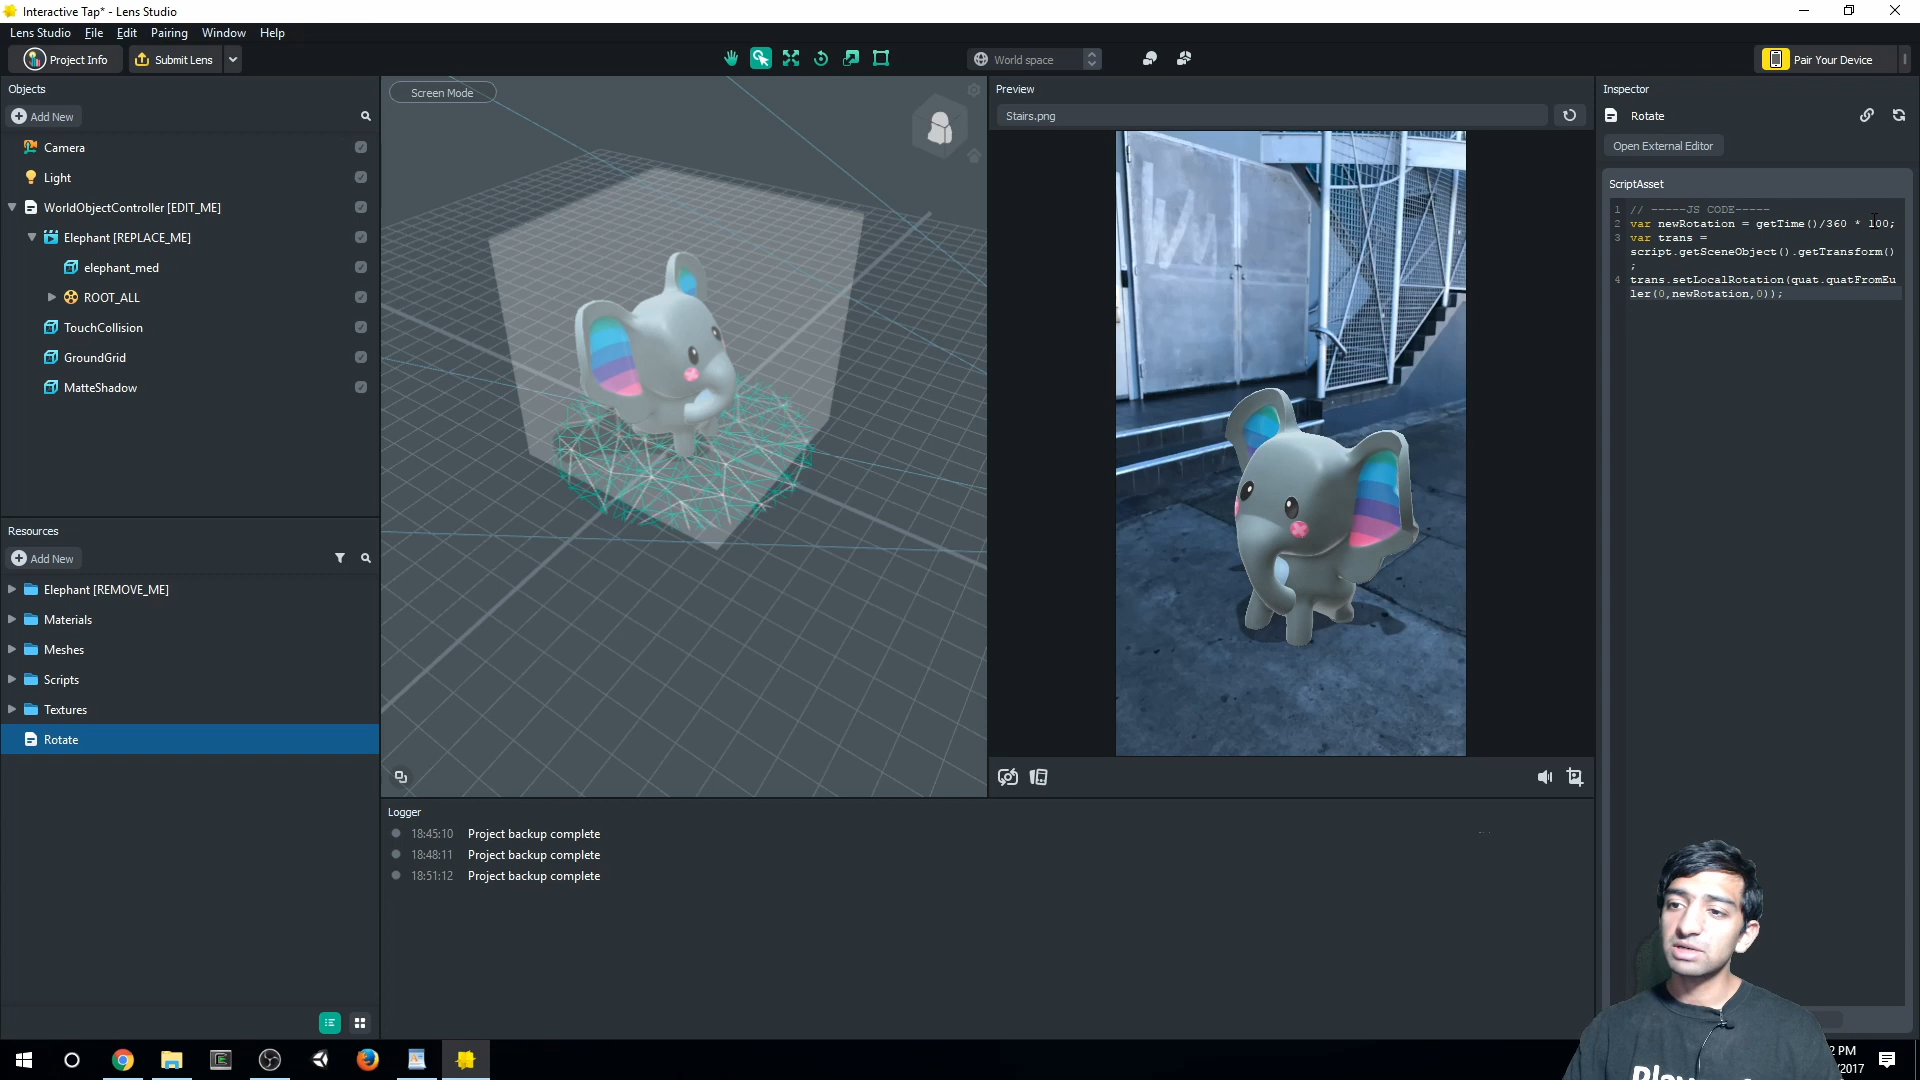 Interactive Tap* - Lens Studio
Lens Studio File Edit Pairing Window Help
Project Info Submit Lens World space Pair Your Device
Objects
Add New
Camera
Light
WorldObjectController [EDIT_ME]
Elephant [REPLACE_ME]
elephant_med
ROOT_ALL
TouchCollision
GroundGrid
MatteShadow
Resources
Add New
Elephant [REMOVE_ME]
Materials
Meshes
Scripts
Textures
Rotate
Screen Mode
Preview
Stairs.png
Logger
18:45:10 Project backup complete
18:48:11 Project backup complete
18:51:12 Project backup complete
Inspector
Rotate
Open External Editor
ScriptAsset
1 // -----JS CODE-----
2 var newRotation = getTime()/360 * 100;
3 var trans =
script.getSceneObject().getTransform()
;
4 trans.setLocalRotation(quat.quatFromEu
ler(0,newRotation,0));
2 PM
/2017